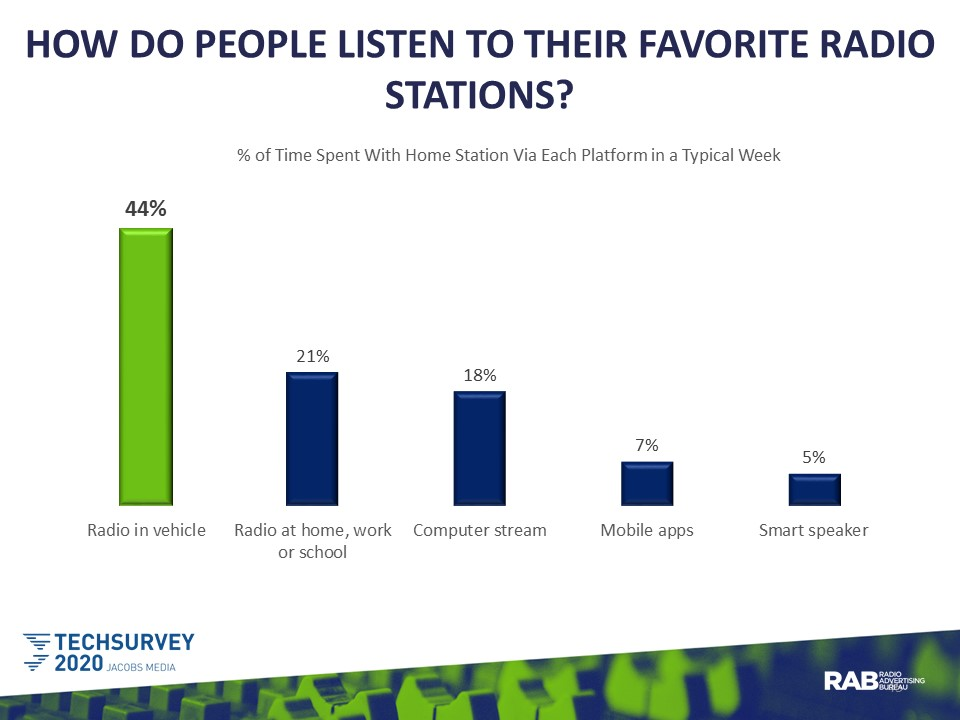 HOW DO PEOPLE LISTEN TO THEIR FAVORITE RADIO
STATIONS?
% of Time Spent With Home Station Via Each Platform in a Typical Week
44%
21%
18%
7%
5%
Radio in vehicle
Radio at home, work
or school
Computer stream
Mobile apps
Smart speaker
TECHSURVEY
2020 JACOBS MEDIA
RAB RADIO
ADVERTISING
BUREAU